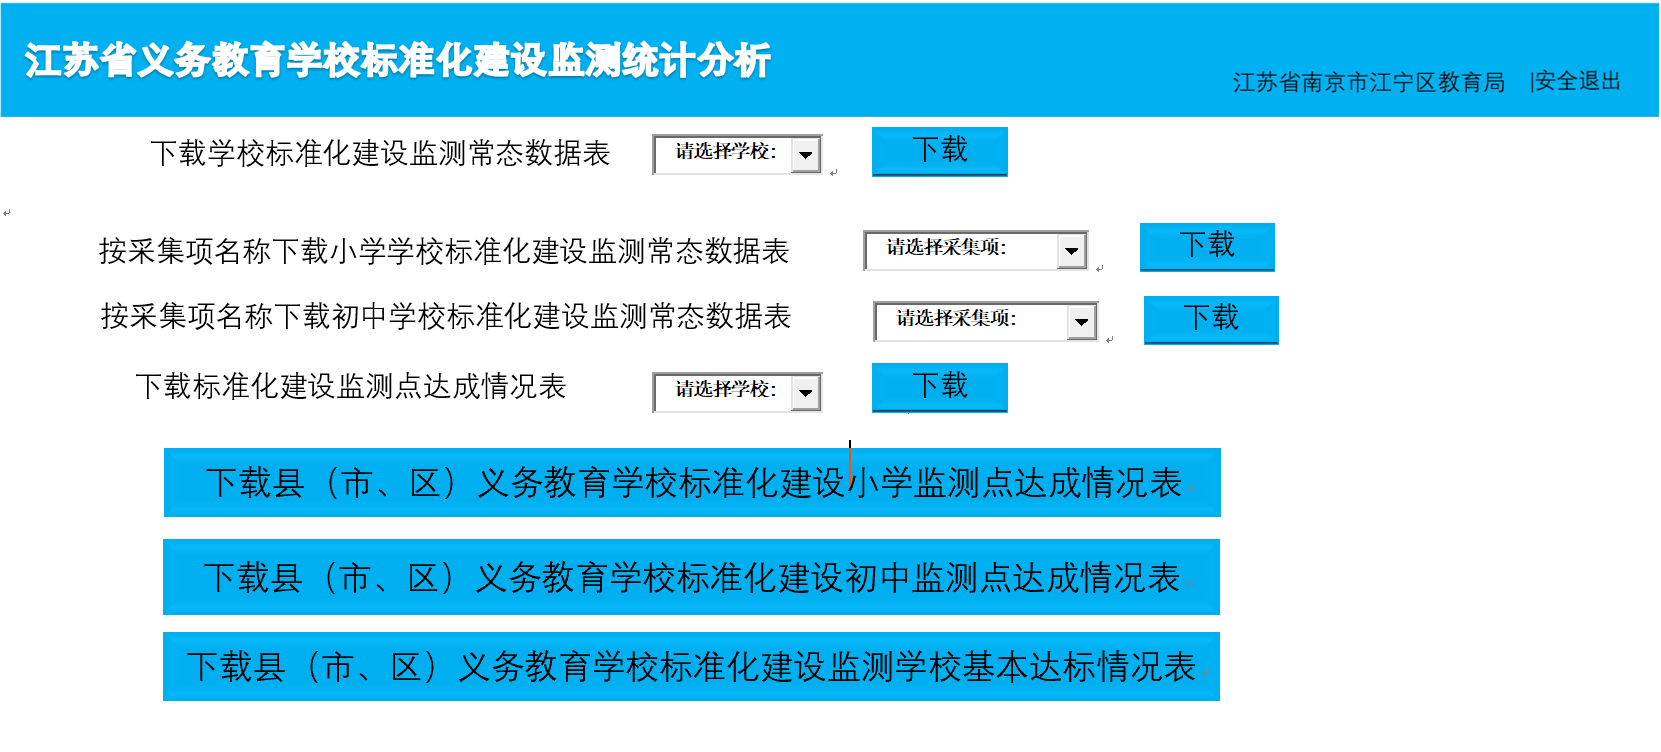 江苏省义务教育学校标准化建设监测统计分析
江苏省南京市江宁区教育局 |安全退出
下载学校标准化建设监测常态数据表 请选择学校： 下载
按采集项名称下载小学学校标准化建设监测常态数据表 请选择采集项： 下载
按采集项名称下载初中学校标准化建设监测常态数据表 请选择采集项： 下载
下载标准化建设监测点达成情况表 请选择学校： 下载
下载县（市、区）义务教育学校标准化建设小学监测点达成情况表
下载县（市、区）义务教育学校标准化建设初中监测点达成情况表
下载县（市、区）义务教育学校标准化建设监测学校基本达标情况表